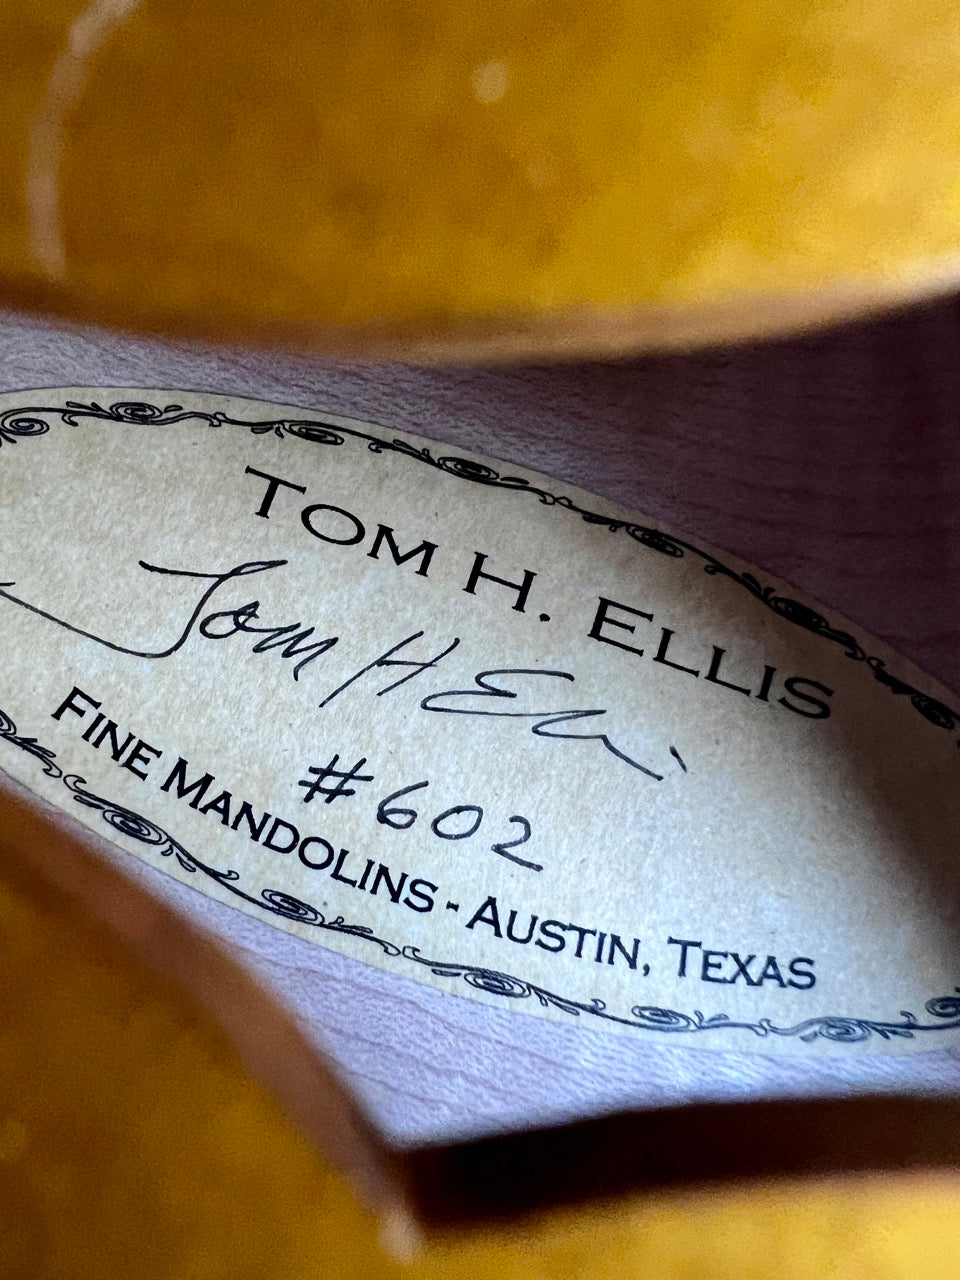 TOM H. ELLIS
Tom H Ellis
#602
FINE MANDOLINS - AUSTIN, TEXAS